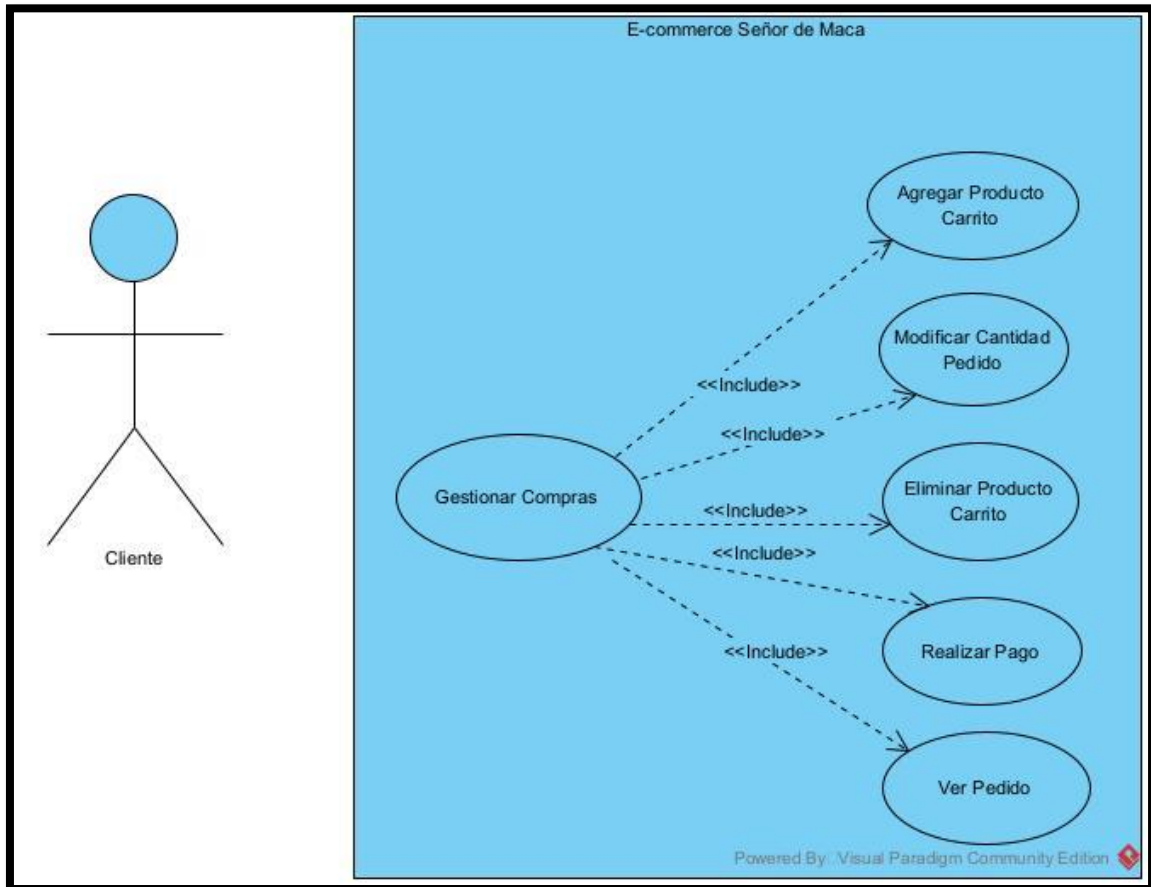 E-commerce Señor de Maca
Agregar Producto
Carrito
Modificar Cantidad
Pedido
<<Include>>
<<Include>>
Gestionar Compras
Eliminar Producto
Carrito
<<Include>>
<<Include>>
Cliente
<<Include>>
Realizar Pago
Ver Pedido
Powered By Visual Paradigm Community Edition